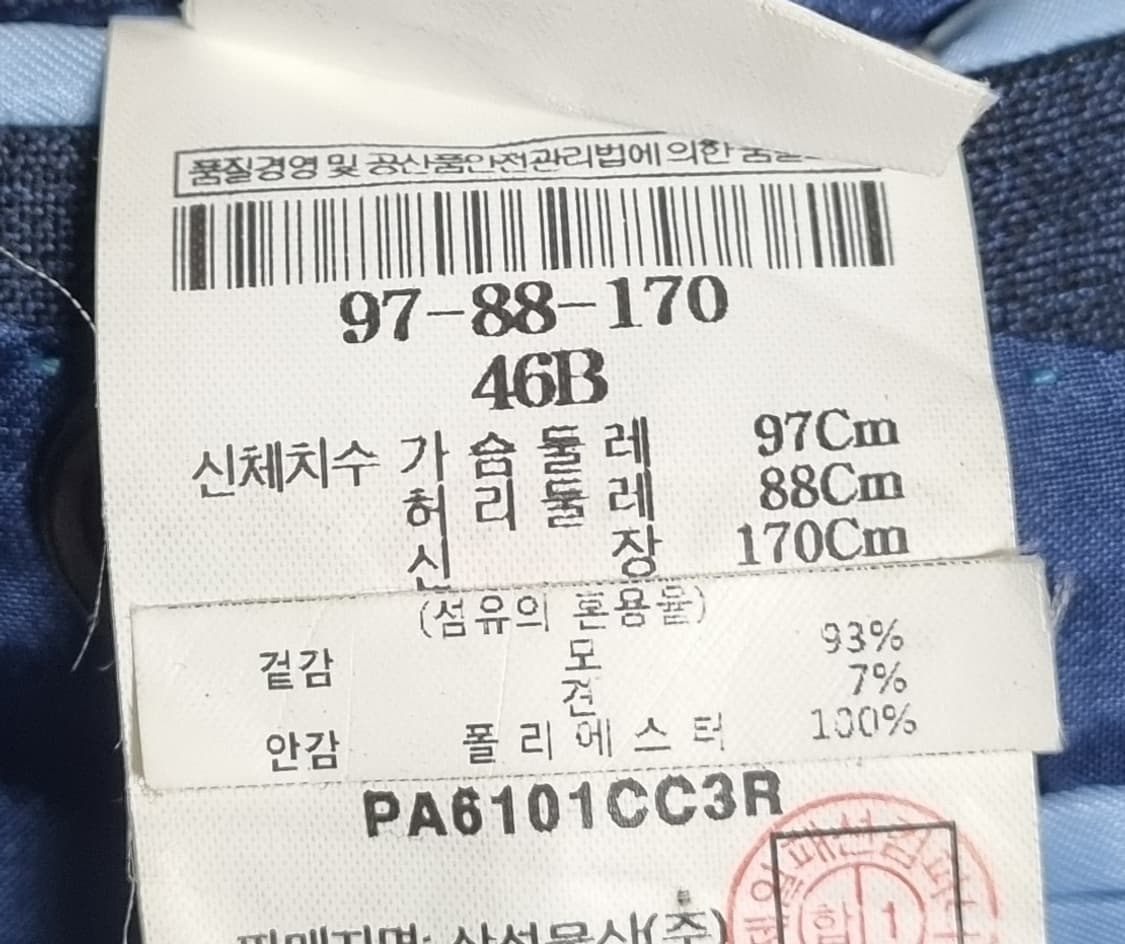 품질경영 및 공산품안전관리법에 의한
97-88-170
46B
신체치수 가 슴 둘 레 97Cm
허 리 둘 레 88Cm
신 장 170Cm
(섬유의 혼용율)
겉감 모 93%
견 7%
안감 폴 리 에 스 터 100%
PA6101CC3R
합 1